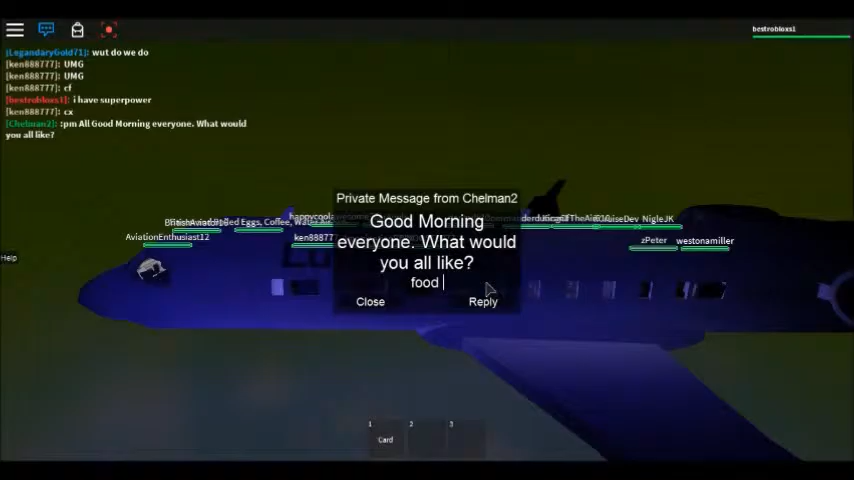 bestrobloxs1
[LegandaryGold71]: wut do we do
[ken888777]: UMG
[ken888777]: UMG
[ken888777]: cf
[bestrobloxs1]: i have superpower
[ken888777]: cx
[Chelman2]: :pm All Good Morning everyone. What would
you all like?
Private Message from Chelman2
Good Morning
everyone. What would
you all like?
food
Close Reply
Eggs, Coffee,
NigleJK
AviationEnthusiast12
zPeter
westonamiller
Help
1 2 3
Card